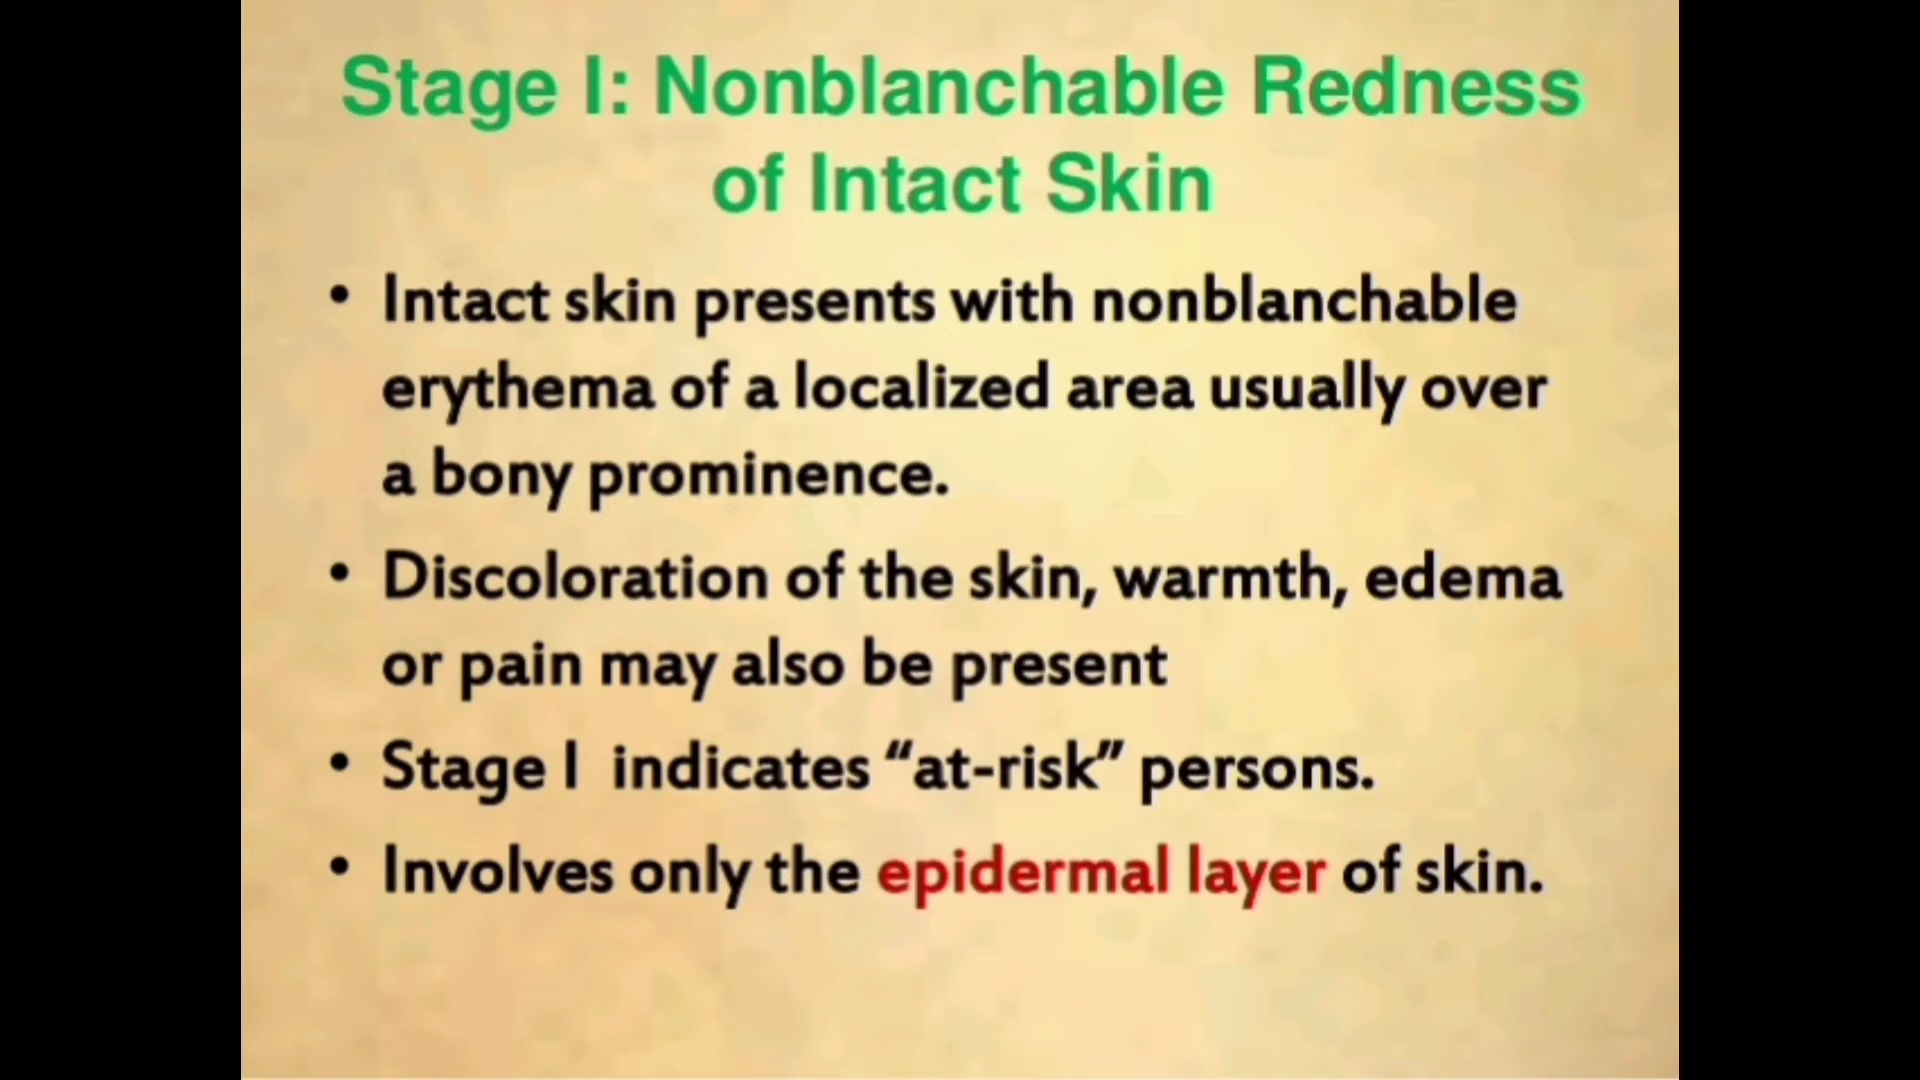 Stage I: Nonblanchable Redness
of Intact Skin
• Intact skin presents with nonblanchable
erythema of a localized area usually over
a bony prominence.
• Discoloration of the skin, warmth, edema
or pain may also be present
• Stage I indicates “at-risk” persons.
• Involves only the epidermal layer of skin.